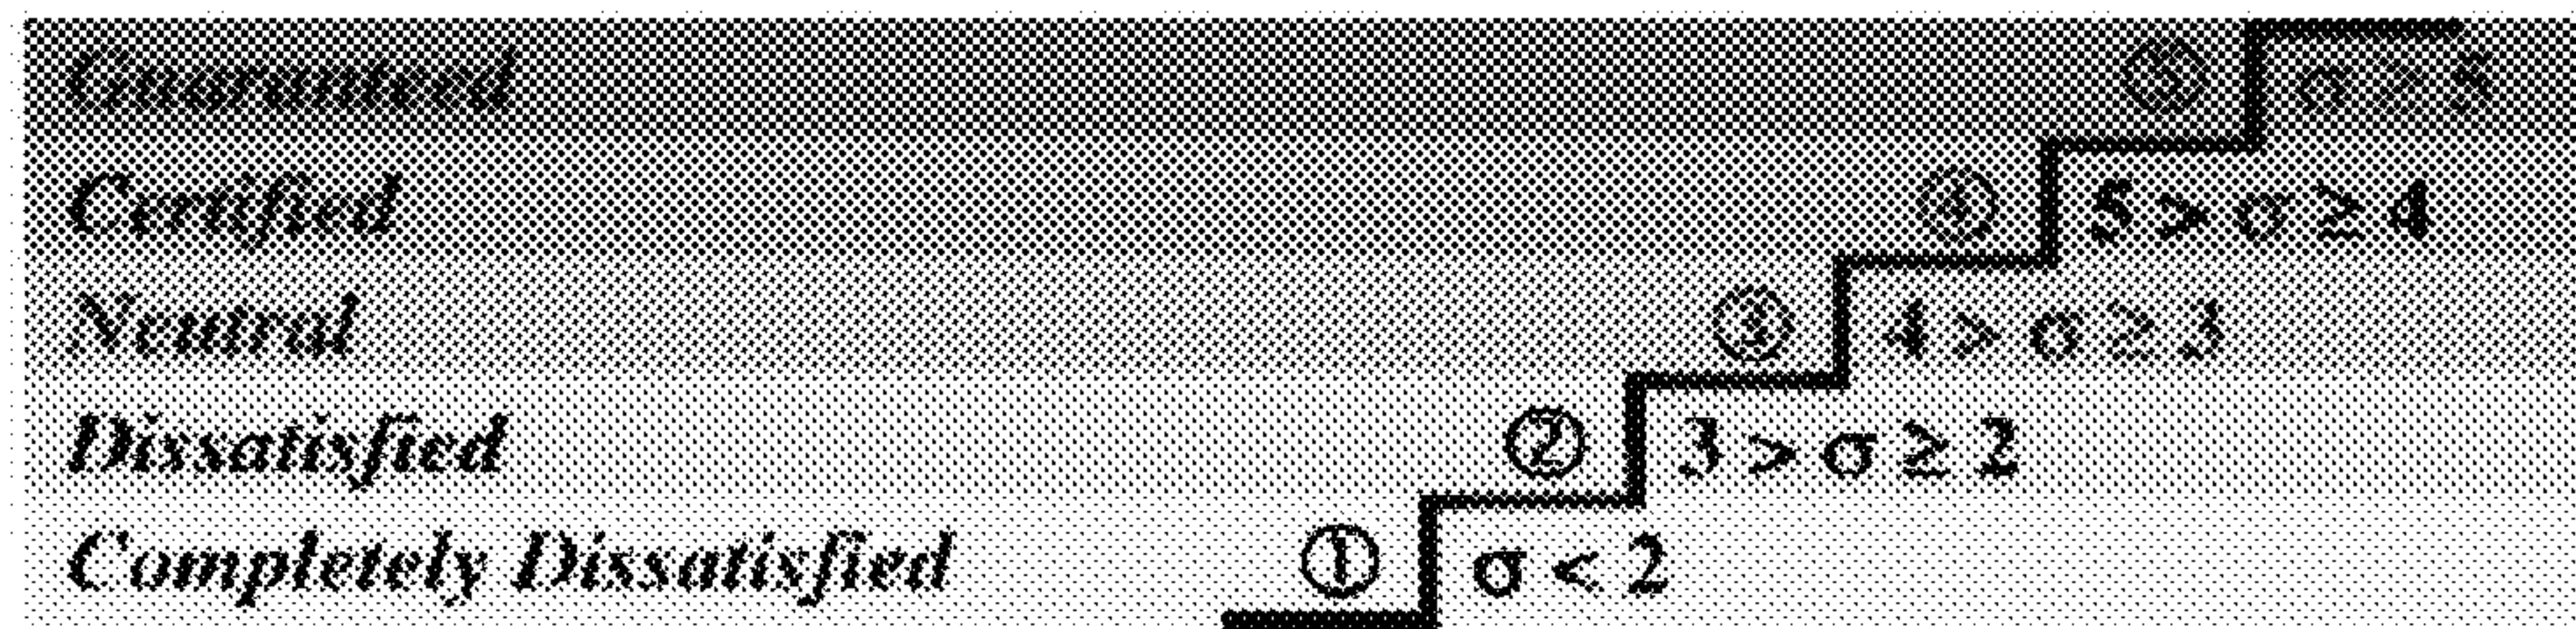 Guaranteed ⑤ σ ≥ 5
Certified ④ 5 > σ ≥ 4
Neutral ③ 4 > σ ≥ 3
Dissatisfied ② 3 > σ ≥ 2
Completely Dissatisfied ① σ < 2